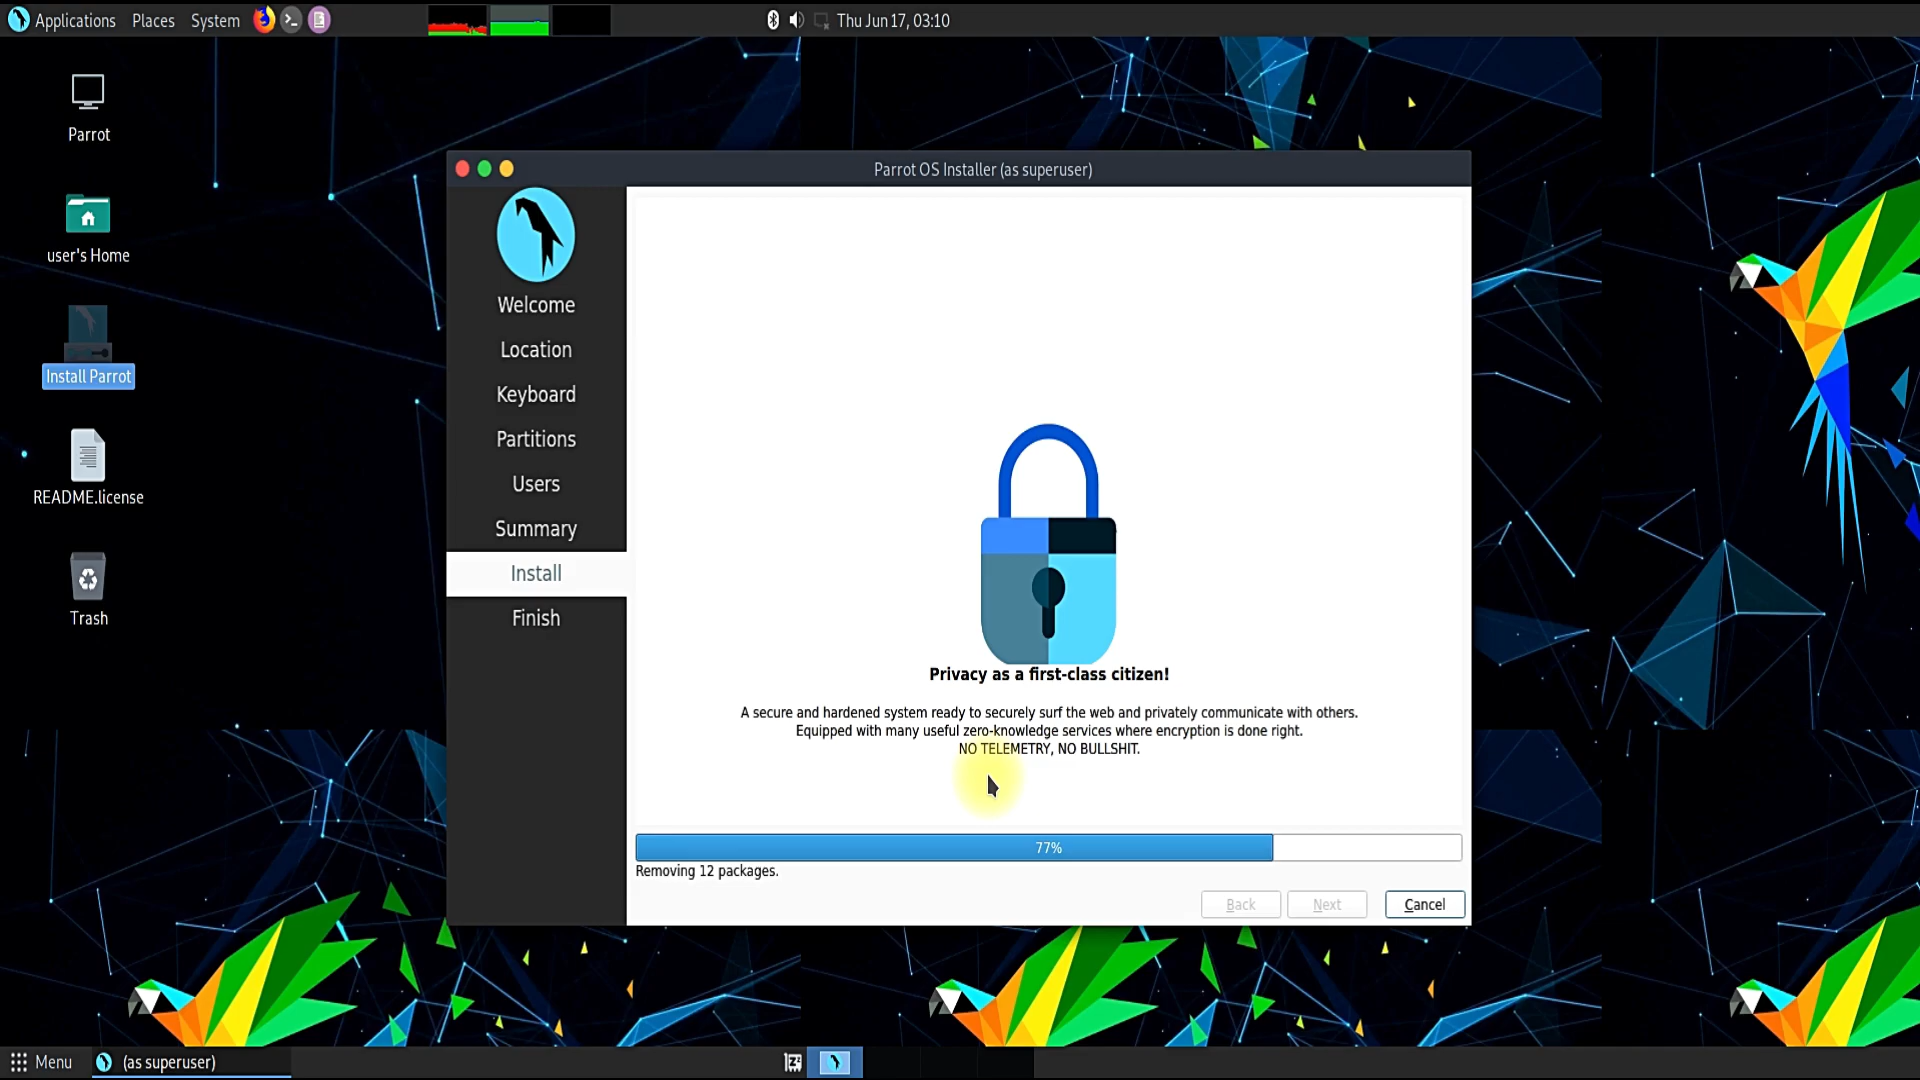 Applications Places System
Thu Jun 17, 03:10
Parrot
user's Home
Install Parrot
README.license
Trash
Parrot OS Installer (as superuser)
Welcome
Location
Keyboard
Partitions
Users
Summary
Install
Finish
Privacy as a first-class citizen!
A secure and hardened system ready to securely surf the web and privately communicate with others.
Equipped with many useful zero-knowledge services where encryption is done right.
NO TELEMETRY, NO BULLSHIT.
77%
Removing 12 packages.
Back Next Cancel
Menu (as superuser)